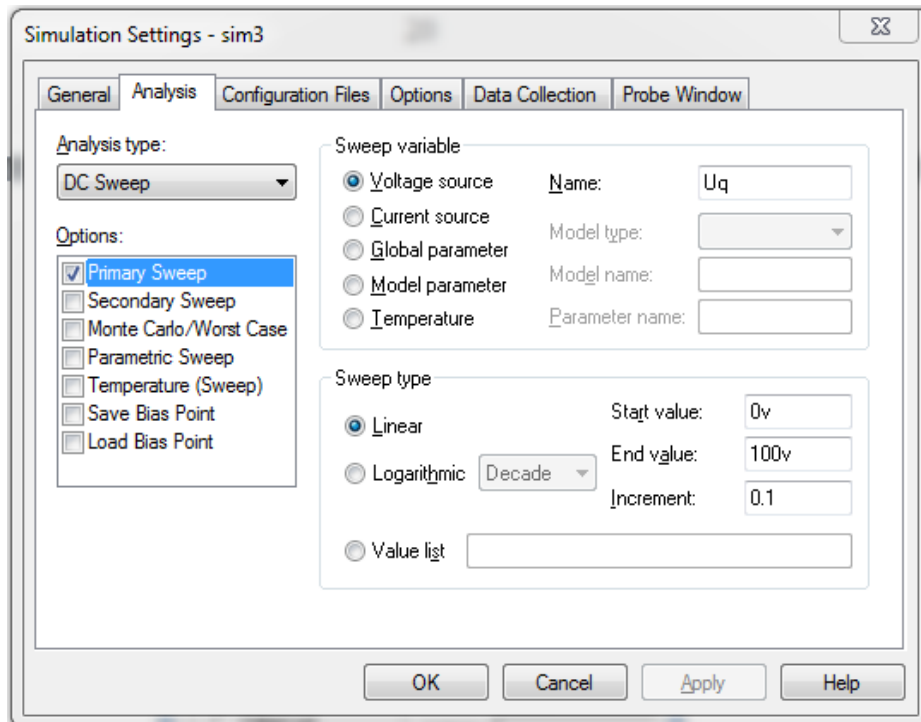 Simulation Settings - sim3
General Analysis Configuration Files Options Data Collection Probe Window
Analysis type:
DC Sweep
Options:
Primary Sweep
Secondary Sweep
Monte Carlo/Worst Case
Parametric Sweep
Temperature (Sweep)
Save Bias Point
Load Bias Point
Sweep variable
Voltage source
Name: Uq
Current source
Model type:
Global parameter
Model parameter
Model name:
Temperature
Parameter name:
Sweep type
Linear
Start value: 0v
End value: 100v
Logarithmic Decade
Increment: 0.1
Value list
OK Cancel Apply Help